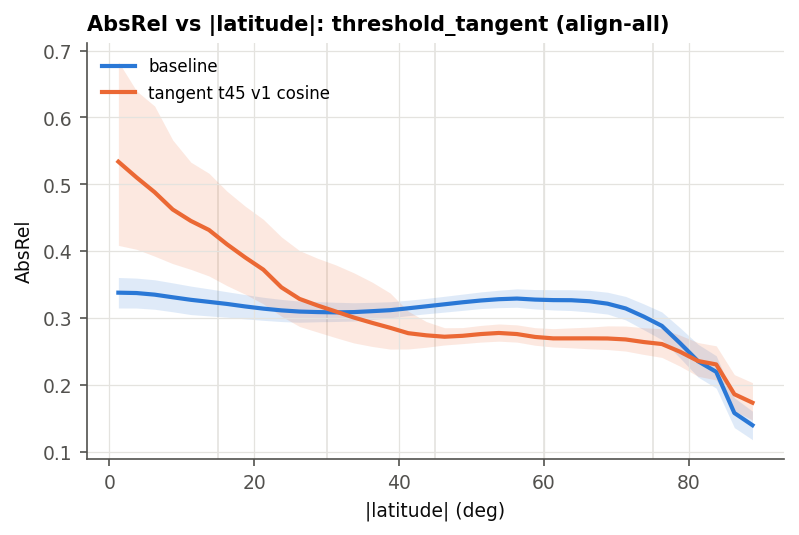 AbsRel vs |latitude|: threshold_tangent (align-all)
baseline
tangent t45 v1 cosine
AbsRel
0.7
0.6
0.5
0.4
0.3
0.2
0.1
0 20 40 60 80
|latitude| (deg)